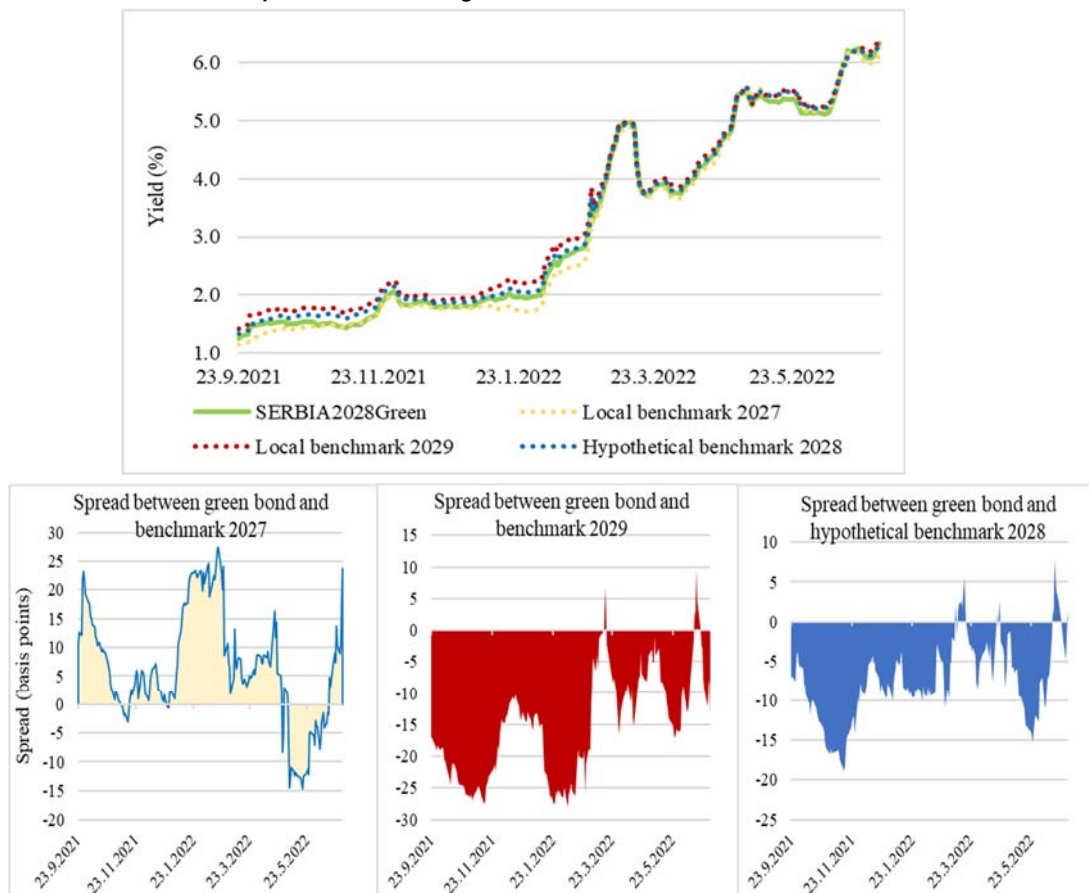 6.0
5.0
4.0
3.0
2.0
1.0
Yield (%)
23.9.2021 23.11.2021 23.1.2022 23.3.2022 23.5.2022
SERBIA2028Green Local benchmark 2027
Local benchmark 2029 Hypothetical benchmark 2028
Spread between green bond and
benchmark 2027
Spread (basis points)
30
25
20
15
10
5
0
-5
-10
-15
-20
23.9.2021 23.11.2021 23.1.2022 23.3.2022 23.5.2022
Spread between green bond and
benchmark 2029
15
10
5
0
-5
-10
-15
-20
-25
-30
23.9.2021 23.11.2021 23.1.2022 23.3.2022 23.5.2022
Spread between green bond and
hypothetical benchmark 2028
10
5
0
-5
-10
-15
-20
-25
23.9.2021 23.11.2021 23.1.2022 23.3.2022 23.5.2022